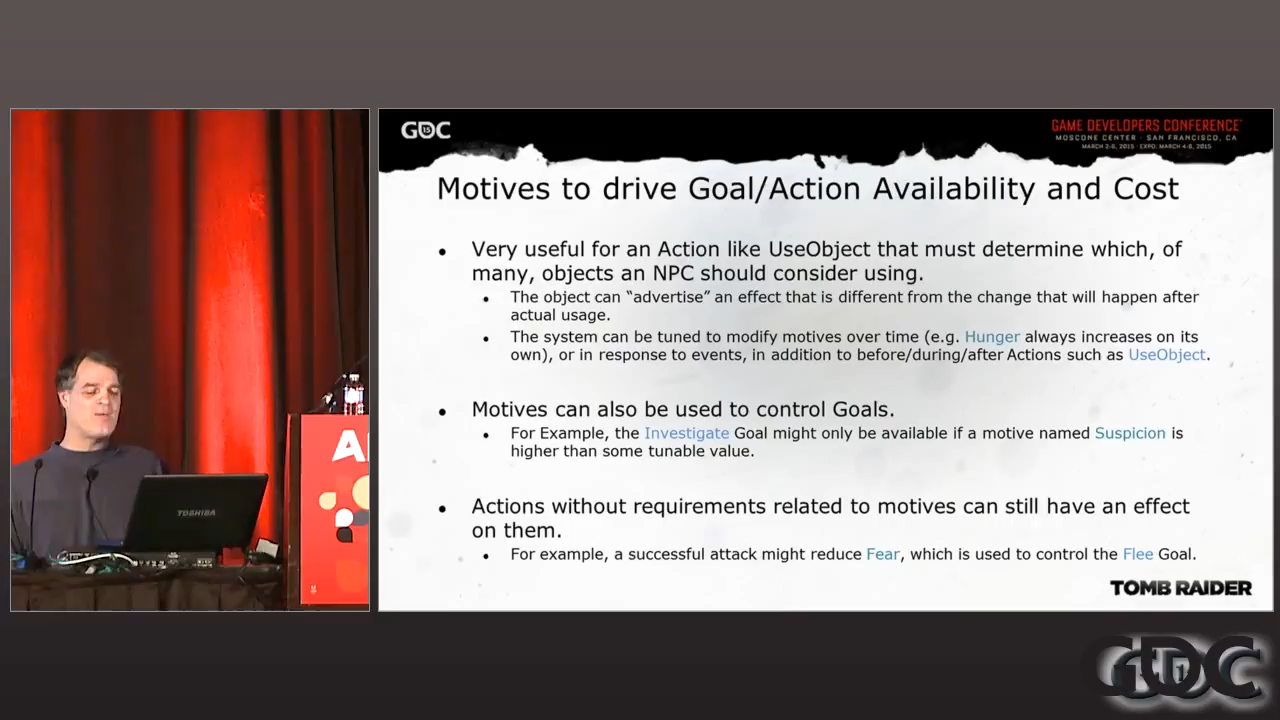 GDC
15
GAME DEVELOPERS CONFERENCE
MOSCONE CENTER · SAN FRANCISCO, CA
MARCH 2-6, 2015 · EXPO: MARCH 4-6, 2015
Motives to drive Goal/Action Availability and Cost
• Very useful for an Action like UseObject that must determine which, of
many, objects an NPC should consider using.
• The object can “advertise” an effect that is different from the change that will happen after
actual usage.
• The system can be tuned to modify motives over time (e.g. Hunger always increases on its
own), or in response to events, in addition to before/during/after Actions such as UseObject.
• Motives can also be used to control Goals.
• For Example, the Investigate Goal might only be available if a motive named Suspicion is
higher than some tunable value.
• Actions without requirements related to motives can still have an effect
on them.
• For example, a successful attack might reduce Fear, which is used to control the Flee Goal.
TOMB RAIDER
TOSHIBA
AI
GDC